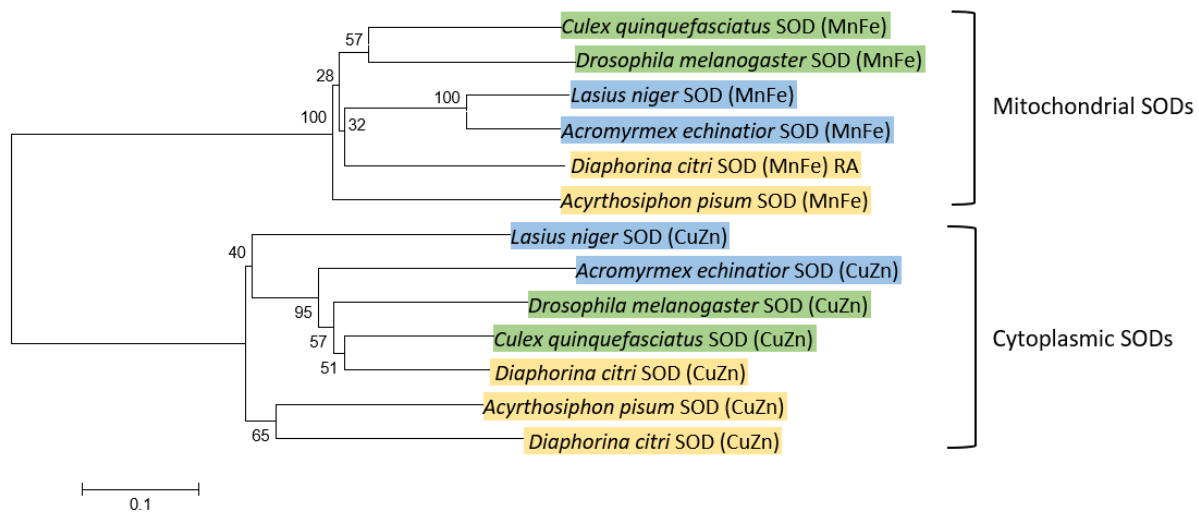 Culex quinquefasciatus SOD (MnFe)
57
Drosophila melanogaster SOD (MnFe)
28
Lasius niger SOD (MnFe)
100
Mitochondrial SODs
100
32
Acromyrmex echinatior SOD (MnFe)
Diaphorina citri SOD (MnFe) RA
Acyrthosiphon pisum SOD (MnFe)
Lasius niger SOD (CuZn)
40
Acromyrmex echinatior SOD (CuZn)
95
Drosophila melanogaster SOD (CuZn)
57
Culex quinquefasciatus SOD (CuZn)
Cytoplasmic SODs
51
Diaphorina citri SOD (CuZn)
Acyrthosiphon pisum SOD (CuZn)
65
Diaphorina citri SOD (CuZn)
0.1